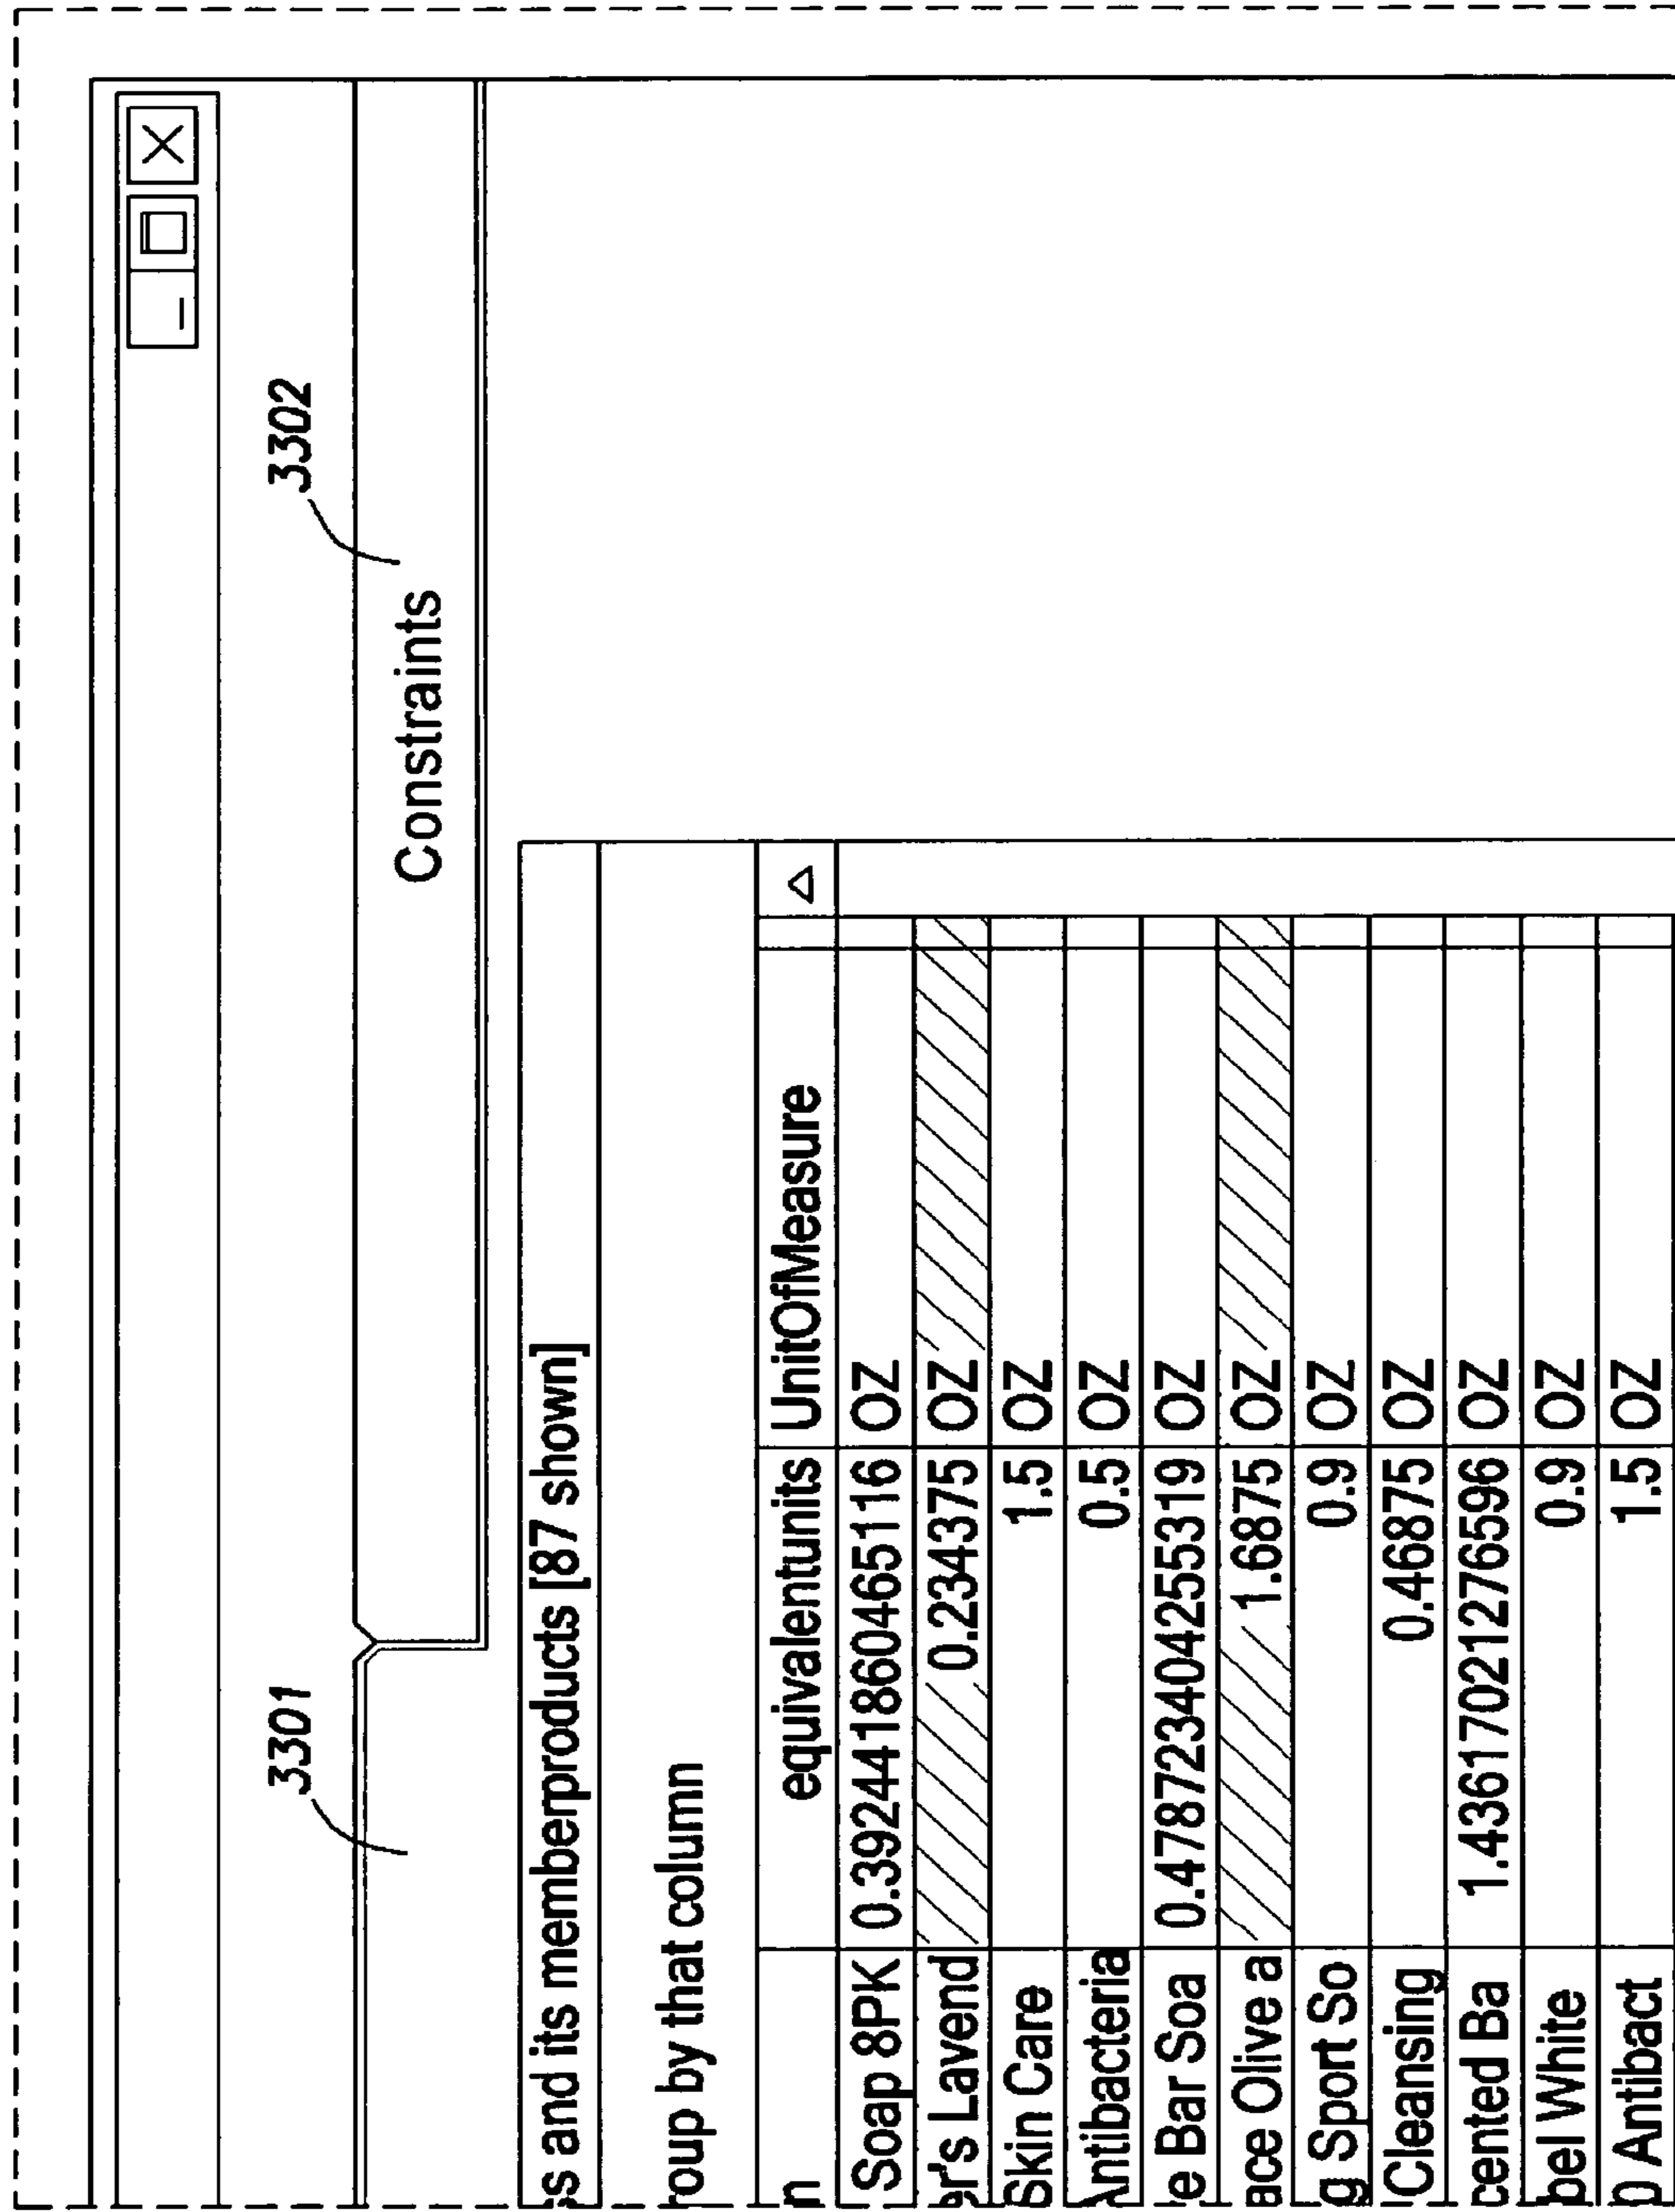 3301 3302
Constraints
s and its memberproducts [87 shown]
roup by that column
n equivalentunits UnitOfMeasure
Soap 8PK 0.392441860465116 OZ
er's Lavend 0.234375 OZ
Skin Care 1.5 OZ
Antibacteria 0.5 OZ
e Bar Soa 0.478723404255319 OZ
ace Olive a 1.6875 OZ
g Sport So 0.9 OZ
Cleansing 0.46875 OZ
cented Ba 1.43617021276596 OZ
bel White 0.9 OZ
0 Antibact 1.5 OZ